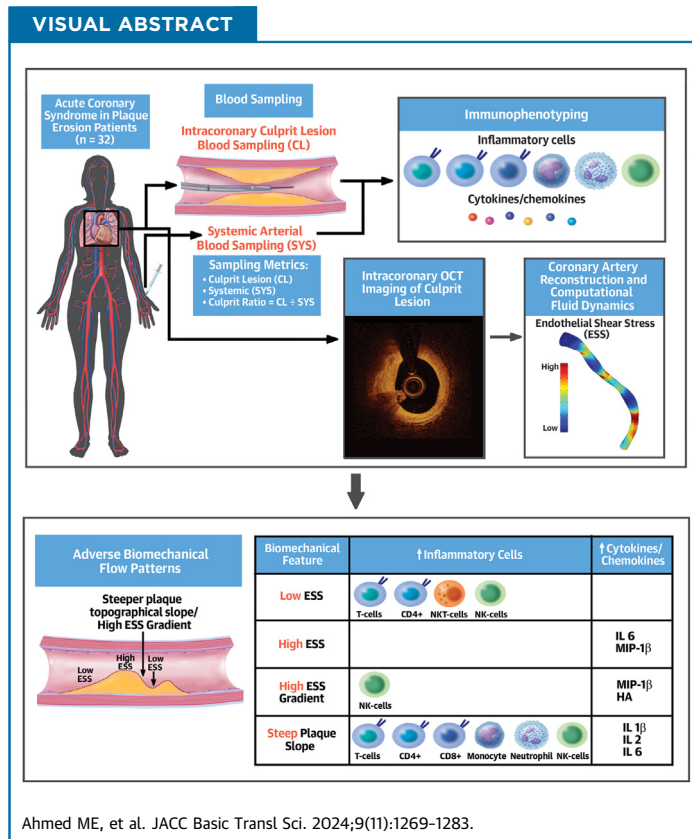 VISUAL ABSTRACT
Acute Coronary
Syndrome in Plaque
Erosion Patients
(n = 32)
Blood Sampling
Intracoronary Culprit Lesion
Blood Sampling (CL)
Systemic Arterial
Blood Sampling (SYS)
Sampling Metrics:
• Culprit Lesion (CL)
• Systemic (SYS)
• Culprit Ratio = CL ÷ SYS
Immunophenotyping
Inflammatory cells
Cytokines/chemokines
Intracoronary OCT
Imaging of Culprit
Lesion
Coronary Artery
Reconstruction and
Computational
Fluid Dynamics
Endothelial Shear Stress
(ESS)
High
Low
Adverse Biomechanical
Flow Patterns
Steeper plaque
topographical slope/
High ESS Gradient
Low
ESS
High
ESS
Low
ESS
Biomechanical
Feature
↑Inflammatory Cells
↑Cytokines/
Chemokines
Low ESS
T-cells CD4+ NKT-cells NK-cells
High ESS
IL 6
MIP-1β
High ESS
Gradient
NK-cells
MIP-1β
HA
Steep Plaque
Slope
T-cells CD4+ CD8+ Monocyte Neutrophil NK-cells
IL 1β
IL 2
IL 6
Ahmed ME, et al. JACC Basic Transl Sci. 2024;9(11):1269–1283.